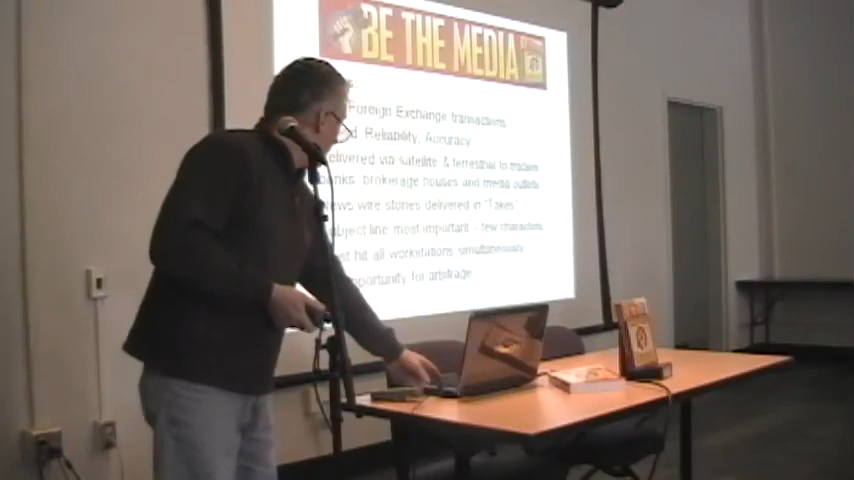 BE THE MEDIA
Foreign Exchange transactions
Reliability, Accuracy
delivered via satellite & terrestrial to
banks, brokerage houses and media outlets
News wire stories delivered in "Takes"
subject line most important - few characters
hit all workstations simultaneously
opportunity for arbitrage